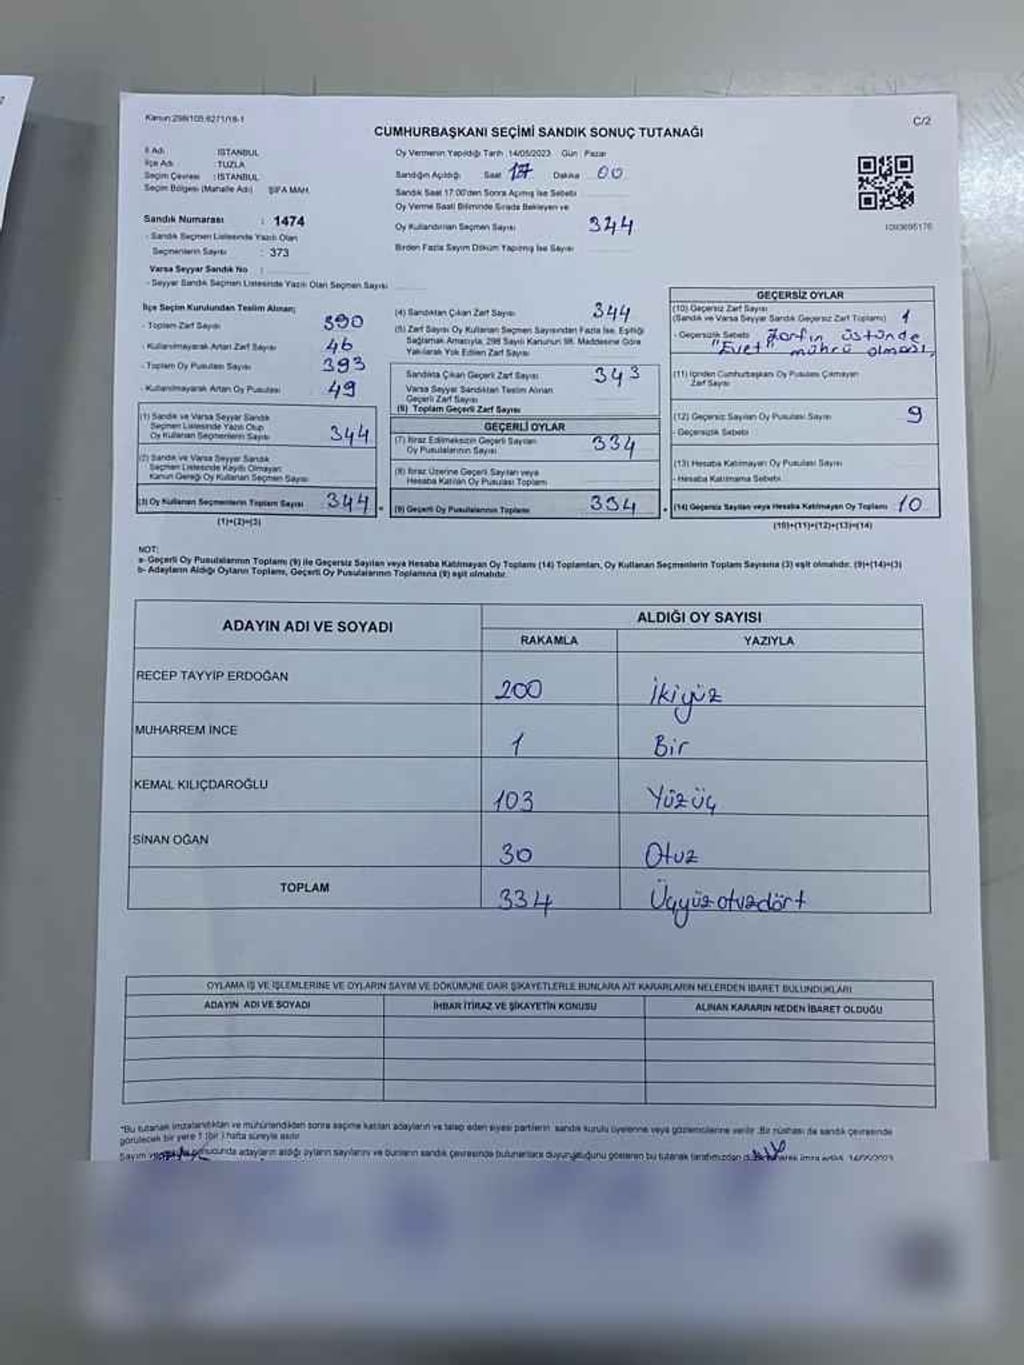 Kanun:298/105,6271/18-1
C/2
CUMHURBAŞKANI SEÇİMİ SANDIK SONUÇ TUTANAĞI
İl Adı : İSTANBUL
İlçe Adı : TUZLA
Seçim Çevresi : İSTANBUL
Seçim Bölgesi (Mahalle Adı) ŞİFA MAH.
Sandık Numarası : 1474
- Sandık Seçmen Listesinde Yazılı Olan
Seçmenlerin Sayısı : 373
Varsa Seyyar Sandık No :
- Seyyar Sandık Seçmen Listesinde Yazılı Olan Seçmen Sayısı
Oy Vermenin Yapıldığı Tarih :14/05/2023 Gün : Pazar
Sandığın Açıldığı Saat 17 Dakika 00
Sandık Saat 17:00'den Sonra Açılmış İse Sebebi
Oy Verme Saati Bitiminde Sırada Bekleyen ve
Oy Kullandırılan Seçmen Sayısı 344
Birden Fazla Sayım Döküm Yapılmış İse Sayısı
İlçe Seçim Kurulundan Teslim Alınan;
- Toplam Zarf Sayısı 390
- Kullanılmayarak Artan Zarf Sayısı 46
- Toplam Oy Pusulası Sayısı 393
- Kullanılmayarak Artan Oy Pusulası 49
(1) Sandık ve Varsa Seyyar Sandık
Seçmen Listesinde Yazılı Olup
Oy Kullanan Seçmenlerin Sayısı 344
(2) Sandık ve Varsa Seyyar Sandık
Seçmen Listesinde Kayıtlı Olmayan
Kanun Gereği Oy Kullanan Seçmen Sayısı
(3) Oy Kullanan Seçmenlerin Toplam Sayısı 344
(1)+(2)=(3)
(4) Sandıktan Çıkan Zarf Sayısı 344
(5) Zarf Sayısı Oy Kullanan Seçmen Sayısından Fazla İse, Eşitliği
Sağlamak Amacıyla, 298 Sayılı Kanunun 98. Maddesine Göre
Yakılarak Yok Edilen Zarf Sayısı
Sandıkta Çıkan Geçerli Zarf Sayısı 343
Varsa Seyyar Sandıktan Teslim Alınan
Geçerli Zarf Sayısı
(6) Toplam Geçerli Zarf Sayısı
GEÇERLİ OYLAR
(7) İtiraz Edilmeksizin Geçerli Sayılan
Oy Pusulalarının Sayısı 334
(8) İtiraz Üzerine Geçerli Sayılan veya
Hesaba Katılan Oy Pusulası Toplamı
(9) Geçerli Oy Pusulalarının Toplamı 334
GEÇERSİZ OYLAR
(10) Geçersiz Zarf Sayısı
(Sandık ve Varsa Seyyar Sandık Geçersiz Zarf Toplamı) 1
- Geçersizlik Sebebi Zarfın üstünde
"Evet" mührü olması,
(11) İçinden Cumhurbaşkanı Oy Pusulası Çıkmayan
Zarf Sayısı
(12) Geçersiz Sayılan Oy Pusulası Sayısı 9
- Geçersizlik Sebebi
(13) Hesaba Katılmayan Oy Pusulası Sayısı
- Hesaba Katılmama Sebebi
(14) Geçersiz Sayılan veya Hesaba Katılmayan Oy Toplamı 10
(10)+(11)+(12)+(13)=(14)
NOT:
a- Geçerli Oy Pusulalarının Toplamı (9) ile Geçersiz Sayılan veya Hesaba Katılmayan Oy Toplamı (14) Toplamları, Oy Kullanan Seçmenlerin Toplam Sayısına (3) eşit olmalıdır. (9)+(14)=(3)
b- Adayların Aldığı Oyların Toplamı, Geçerli Oy Pusulalarının Toplamına (9) eşit olmalıdır.
ADAYIN ADI VE SOYADI
ALDIĞI OY SAYISI
RAKAMLA YAZIYLA
RECEP TAYYİP ERDOĞAN 200 İkiyüz
MUHARREM İNCE 1 Bir
KEMAL KILIÇDAROĞLU 103 Yüzüç
SİNAN OĞAN 30 Otuz
TOPLAM 334 Üçyüzotuzdört
OYLAMA İŞ VE İŞLEMLERİNE VE OYLARIN SAYIM VE DÖKÜMÜNE DAİR ŞİKAYETLERLE BUNLARA AİT KARARLARIN NELERDEN İBARET BULUNDUKLARI
ADAYIN ADI VE SOYADI İHBAR İTİRAZ VE ŞİKAYETİN KONUSU ALINAN KARARIN NEDEN İBARET OLDUĞU
*Bu tutanak imzalandıktan ve mühürlendikten sonra seçime katılan adayların ve talep eden siyasi partilerin sandık kurulu üyelerine veya gözlemcilerine verilir. Bir nüshası da sandık çevresinde
görülecek bir yere 1 (bir) hafta süreyle asılır.
Sayım sonucunda adayların aldığı oyların sayılarını ve bunların sandık çevresinde bulunanlara duyurulduğunu gösteren bu tutanak tarafımızdan imza edildi. 14/05/2023